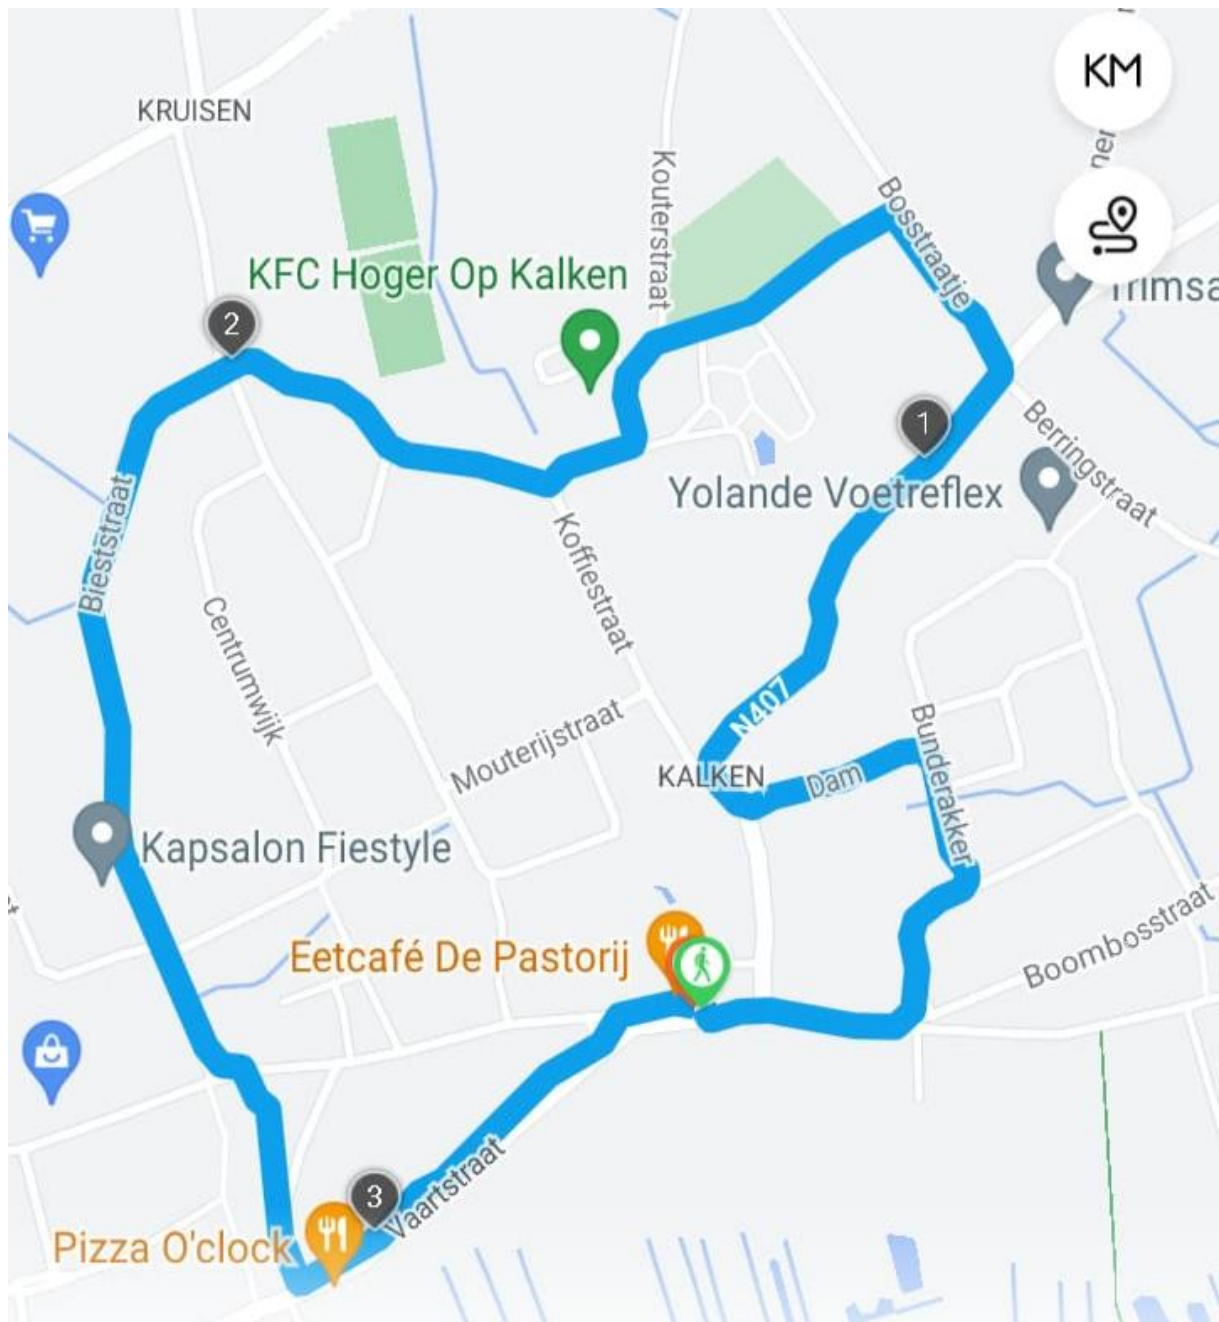 KM
KRUISEN
Kouterstraat
Bosstraatje
KFC Hoger Op Kalken
2
1
Berringstraat
Yolande Voetreflex
Bieststraat
Koffiestraat
Centrumwijk
N407
Mouterijstraat
KALKEN
Dam
Bunderakker
Kapsalon Fiestyle
Eetcafé De Pastorij
Boombosstraat
3
Vaartstraat
Pizza O'clock